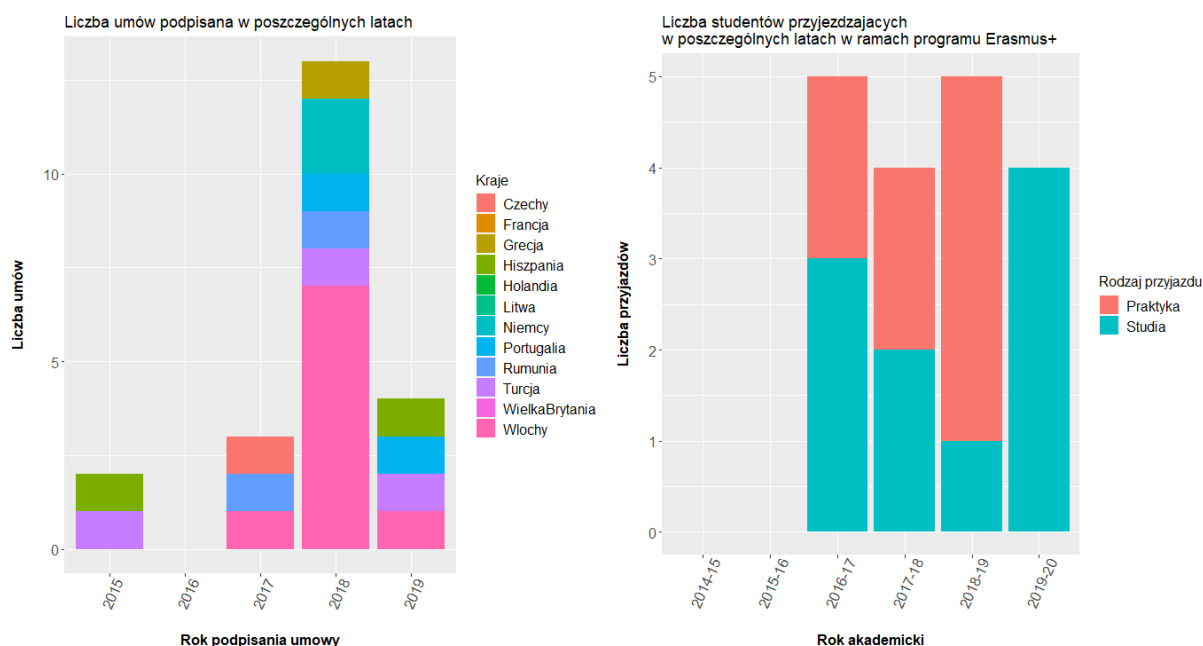 Liczba umów podpisana w poszczególnych latach
Liczba umów
10
5
0
2015
2016
2017
2018
2019
Rok podpisania umowy
Kraje
Czechy
Francja
Grecja
Hiszpania
Holandia
Litwa
Niemcy
Portugalia
Rumunia
Turcja
WielkaBrytania
Wlochy
Liczba studentów przyjezdzajacych
w poszczególnych latach w ramach programu Erasmus+
Liczba przyjazdów
5
4
3
2
1
0
2014-15
2015-16
2016-17
2017-18
2018-19
2019-20
Rok akademicki
Rodzaj przyjazdu
Praktyka
Studia